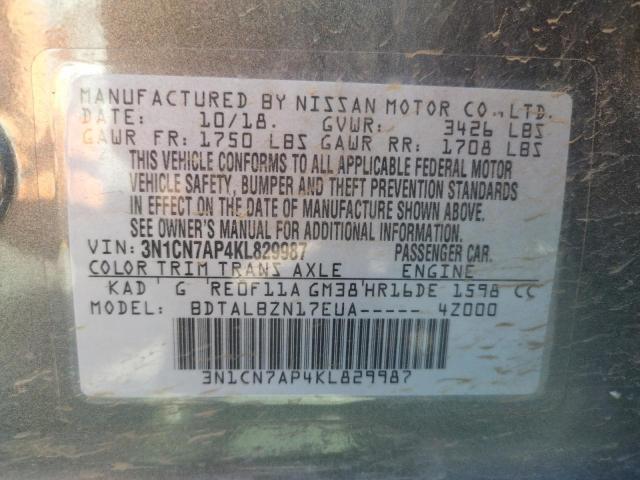 MANUFACTURED BY NISSAN MOTOR CO.,LTD.
DATE: 10/18. GVWR: 3426 LBS
GAWR FR: 1750 LBS GAWR RR: 1708 LBS
THIS VEHICLE CONFORMS TO ALL APPLICABLE FEDERAL MOTOR
VEHICLE SAFETY, BUMPER AND THEFT PREVENTION STANDARDS
IN EFFECT ON THE DATE OF MANUFACTURE SHOWN ABOVE.
SEE OWNER'S MANUAL FOR ADDITIONAL INFORMATION.
VIN: 3N1CN7AP4KL829987 PASSENGER CAR.
COLOR TRIM TRANS AXLE ENGINE
KAD G RE0F11A GM38 HR16DE 1598 CC
MODEL: BDTALBZN17EUA----- 4Z000
3N1CN7AP4KL829987